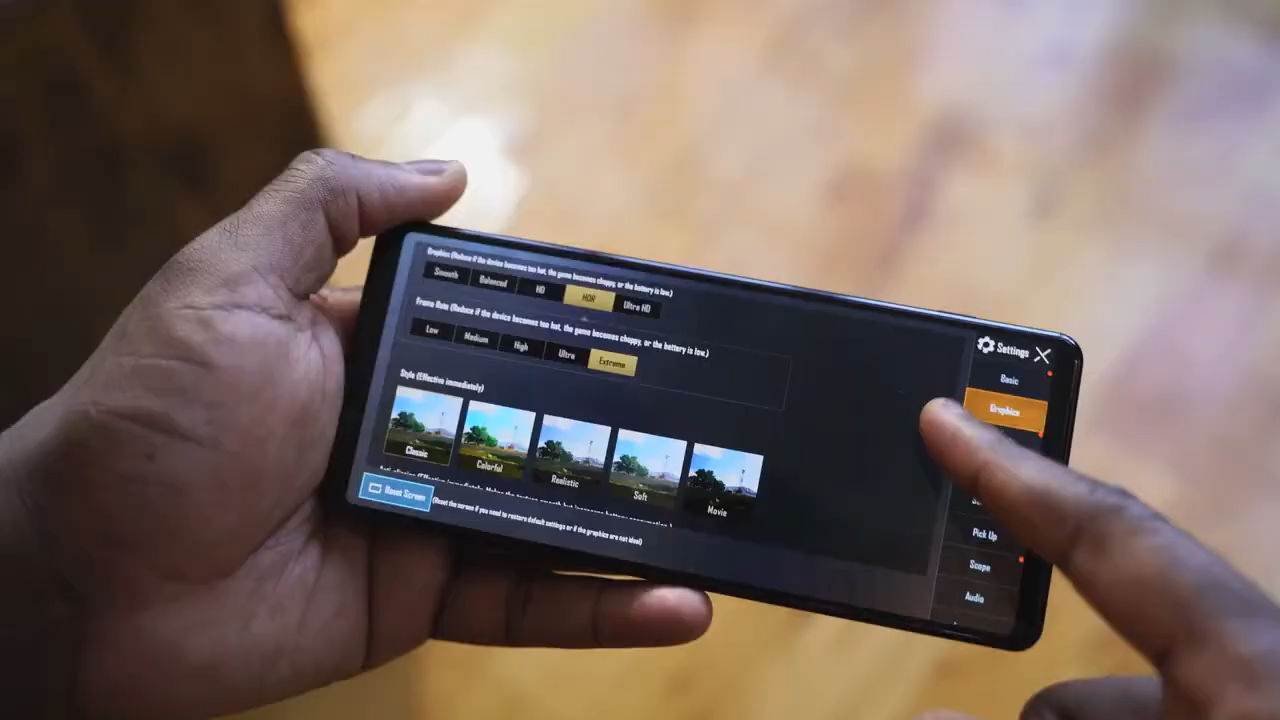 Graphics (Reduce if the device becomes too hot, the game becomes choppy, or the battery is low.)
Smooth Balanced HD HDR Ultra HD
Frame Rate (Reduce if the device becomes too hot, the game becomes choppy, or the battery is low.)
Low Medium High Ultra Extreme
Style (Effective immediately)
Classic Colorful Realistic Soft Movie
Reset Screen (Reset the screen if you need to restore default settings or if the graphics are not ideal)
Settings
Basic
Graphics
Pick Up
Scope
Audio